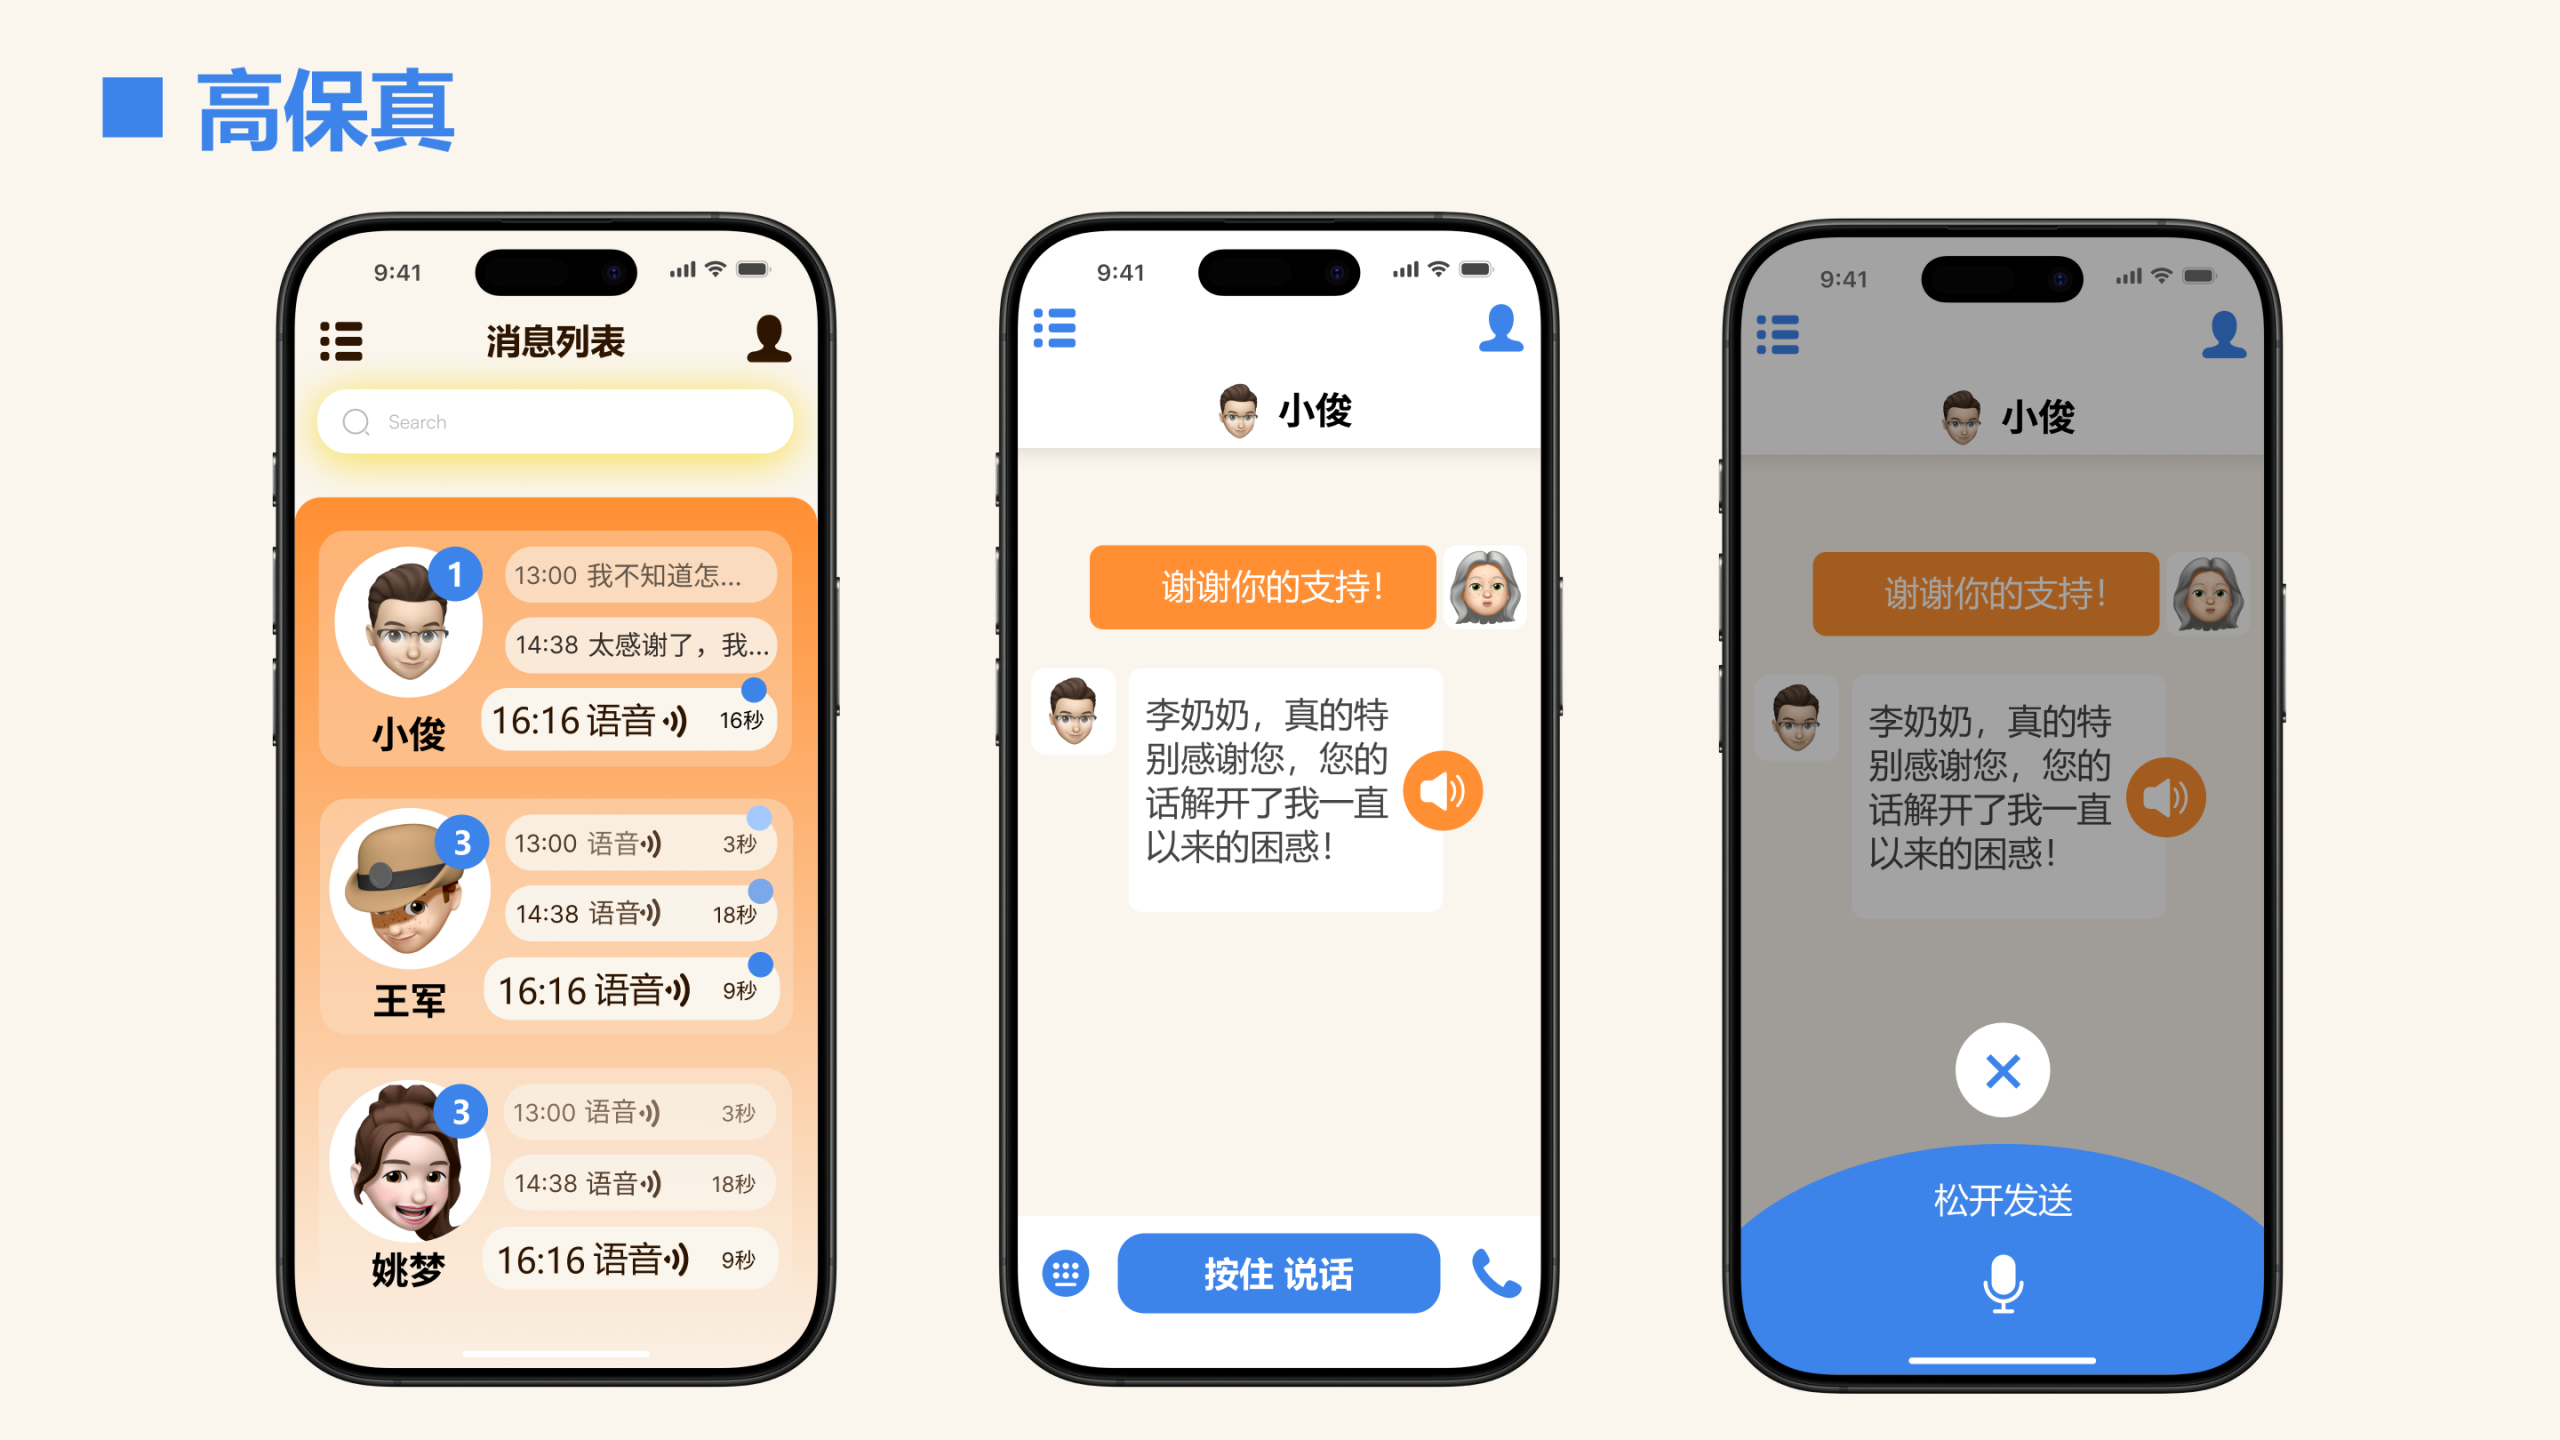 高保真
9:41
消息列表
Search
1
13:00 我不知道怎...
14:38 太感谢了，我...
16:16 语音 16秒
小俊
3
13:00 语音 3秒
14:38 语音 18秒
16:16 语音 9秒
王军
3
13:00 语音 3秒
14:38 语音 18秒
16:16 语音 9秒
姚梦
9:41
小俊
谢谢你的支持！
李奶奶，真的特
别感谢您，您的
话解开了我一直
以来的困惑！
按住 说话
9:41
小俊
谢谢你的支持！
李奶奶，真的特
别感谢您，您的
话解开了我一直
以来的困惑！
松开发送